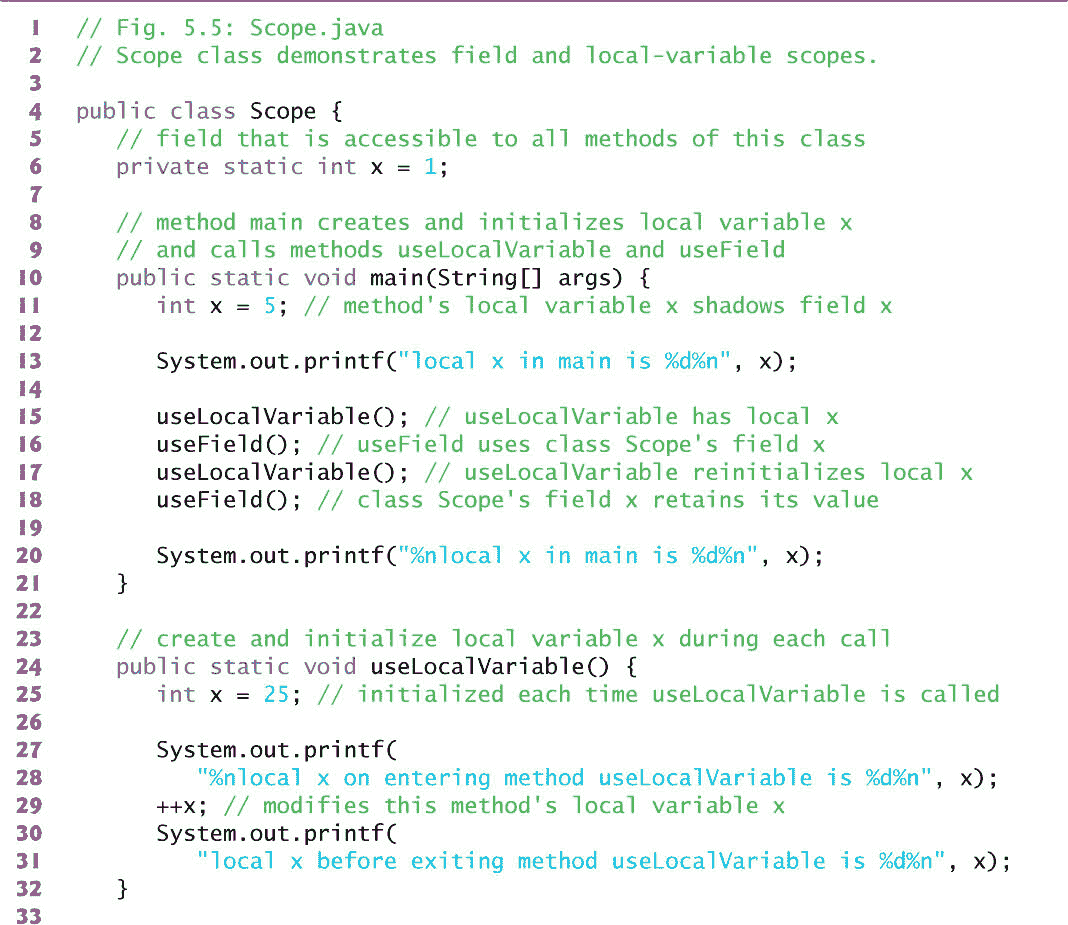 1 // Fig. 5.5: Scope.java
2 // Scope class demonstrates field and local-variable scopes.
3
4 public class Scope {
5    // field that is accessible to all methods of this class
6    private static int x = 1;
7
8    // method main creates and initializes local variable x
9    // and calls methods useLocalVariable and useField
10    public static void main(String[] args) {
11       int x = 5; // method's local variable x shadows field x
12
13       System.out.printf("local x in main is %d%n", x);
14
15       useLocalVariable(); // useLocalVariable has local x
16       useField(); // useField uses class Scope's field x
17       useLocalVariable(); // useLocalVariable reinitializes local x
18       useField(); // class Scope's field x retains its value
19
20       System.out.printf("%nlocal x in main is %d%n", x);
21    }
22
23    // create and initialize local variable x during each call
24    public static void useLocalVariable() {
25       int x = 25; // initialized each time useLocalVariable is called
26
27       System.out.printf(
28          "%nlocal x on entering method useLocalVariable is %d%n", x);
29       ++x; // modifies this method's local variable x
30       System.out.printf(
31          "local x before exiting method useLocalVariable is %d%n", x);
32    }
33